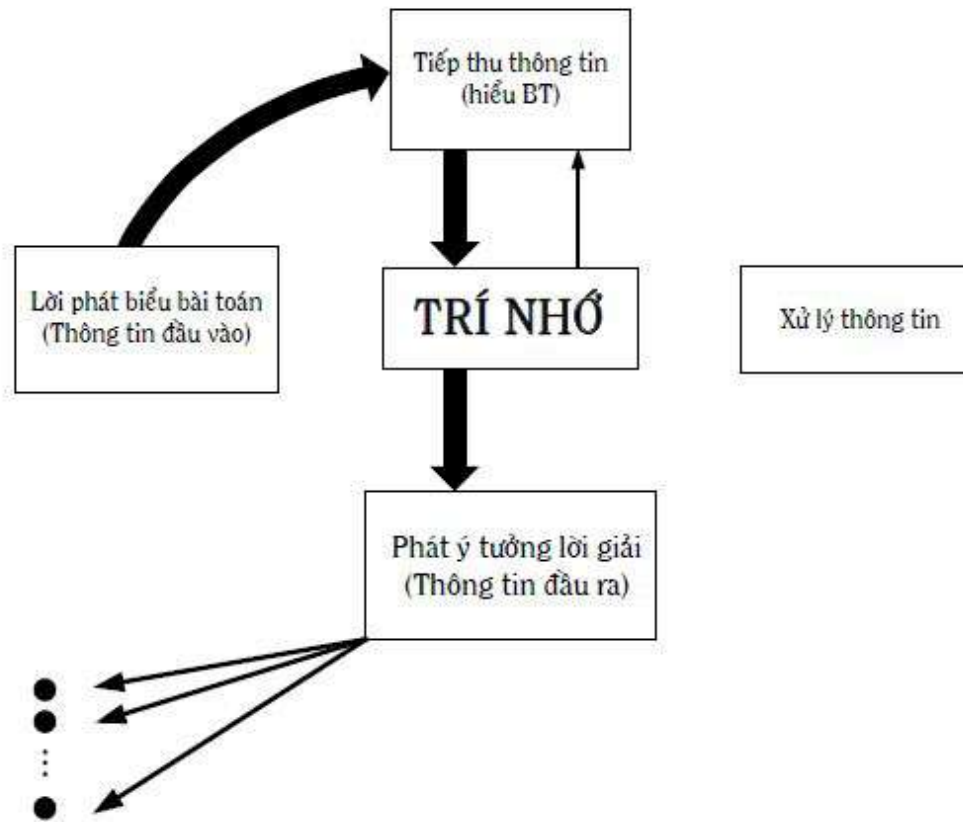 Tiếp thu thông tin
(hiểu BT)
Lời phát biểu bài toán
(Thông tin đầu vào)
TRÍ NHỚ
Xử lý thông tin
Phát ý tưởng lời giải
(Thông tin đầu ra)